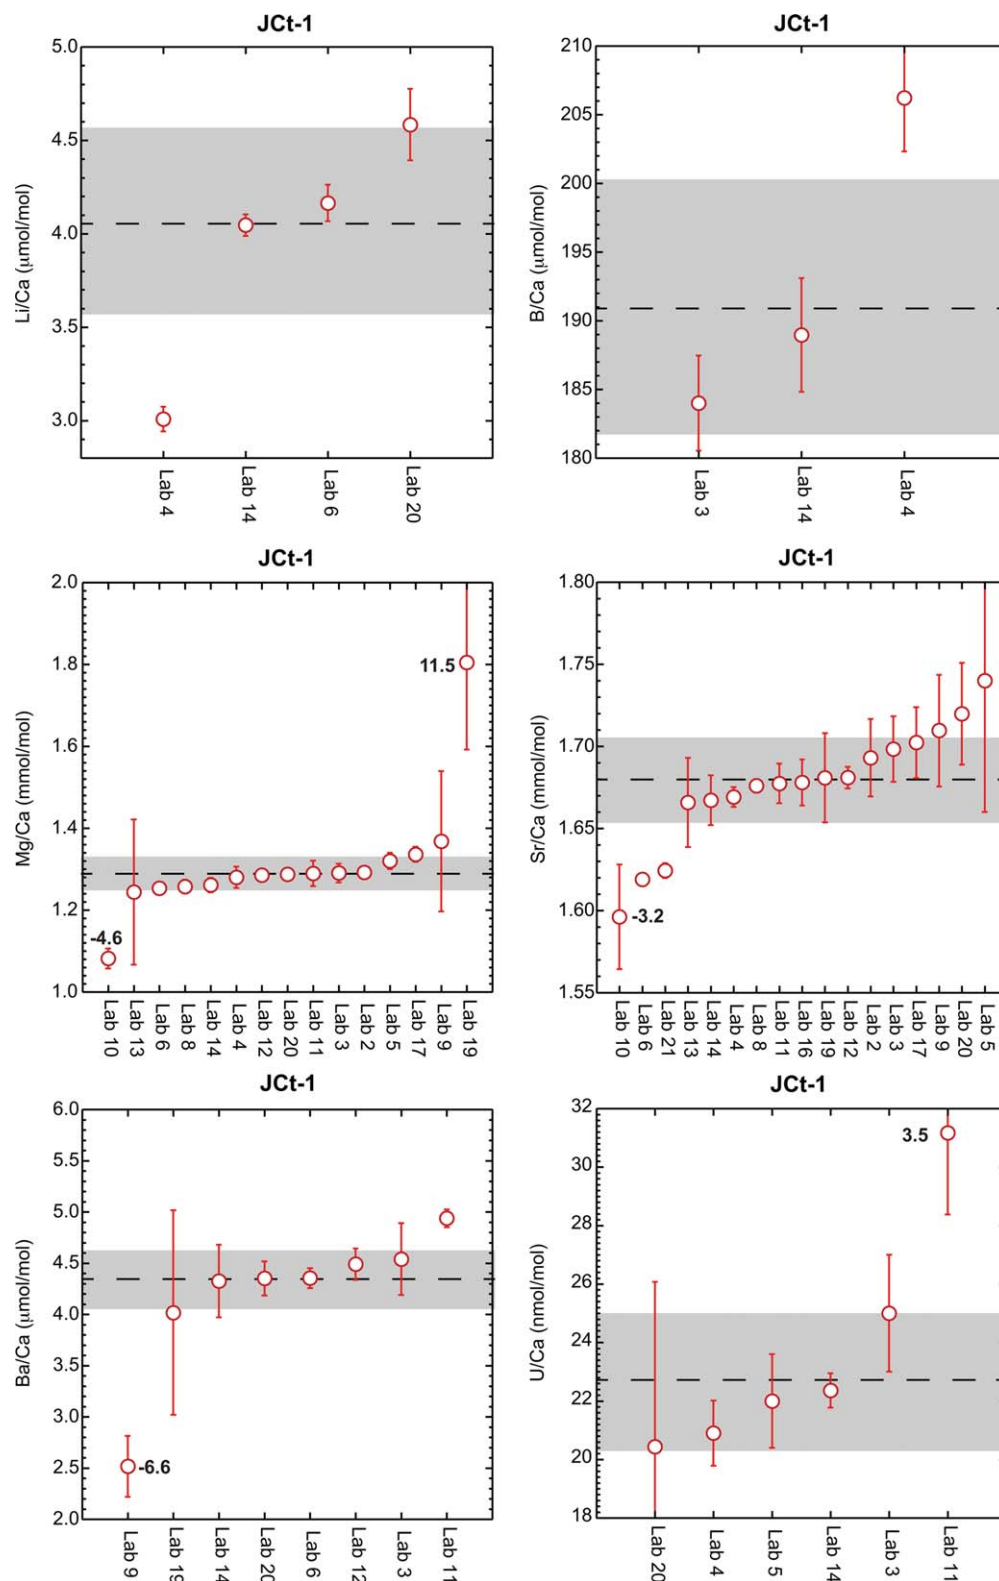 JCt-1
5.0
4.5
4.0
3.5
3.0
Li/Ca (μmol/mol)
Lab 4
Lab 14
Lab 6
Lab 20
JCt-1
210
205
200
195
190
185
180
B/Ca (μmol/mol)
Lab 3
Lab 14
Lab 4
JCt-1
2.0
1.8
1.6
1.4
1.2
1.0
Mg/Ca (mmol/mol)
11.5
-4.6
Lab 10
Lab 13
Lab 6
Lab 8
Lab 14
Lab 4
Lab 12
Lab 20
Lab 11
Lab 3
Lab 2
Lab 5
Lab 17
Lab 9
Lab 19
JCt-1
1.80
1.75
1.70
1.65
1.60
1.55
Sr/Ca (mmol/mol)
-3.2
Lab 10
Lab 6
Lab 21
Lab 13
Lab 14
Lab 4
Lab 8
Lab 11
Lab 16
Lab 19
Lab 12
Lab 2
Lab 3
Lab 17
Lab 9
Lab 20
Lab 5
JCt-1
6.0
5.5
5.0
4.5
4.0
3.5
3.0
2.5
2.0
Ba/Ca (μmol/mol)
-6.6
Lab 9
Lab 19
Lab 14
Lab 20
Lab 6
Lab 12
Lab 3
Lab 11
JCt-1
32
30
28
26
24
22
20
18
U/Ca (nmol/mol)
3.5
Lab 20
Lab 4
Lab 5
Lab 14
Lab 3
Lab 11